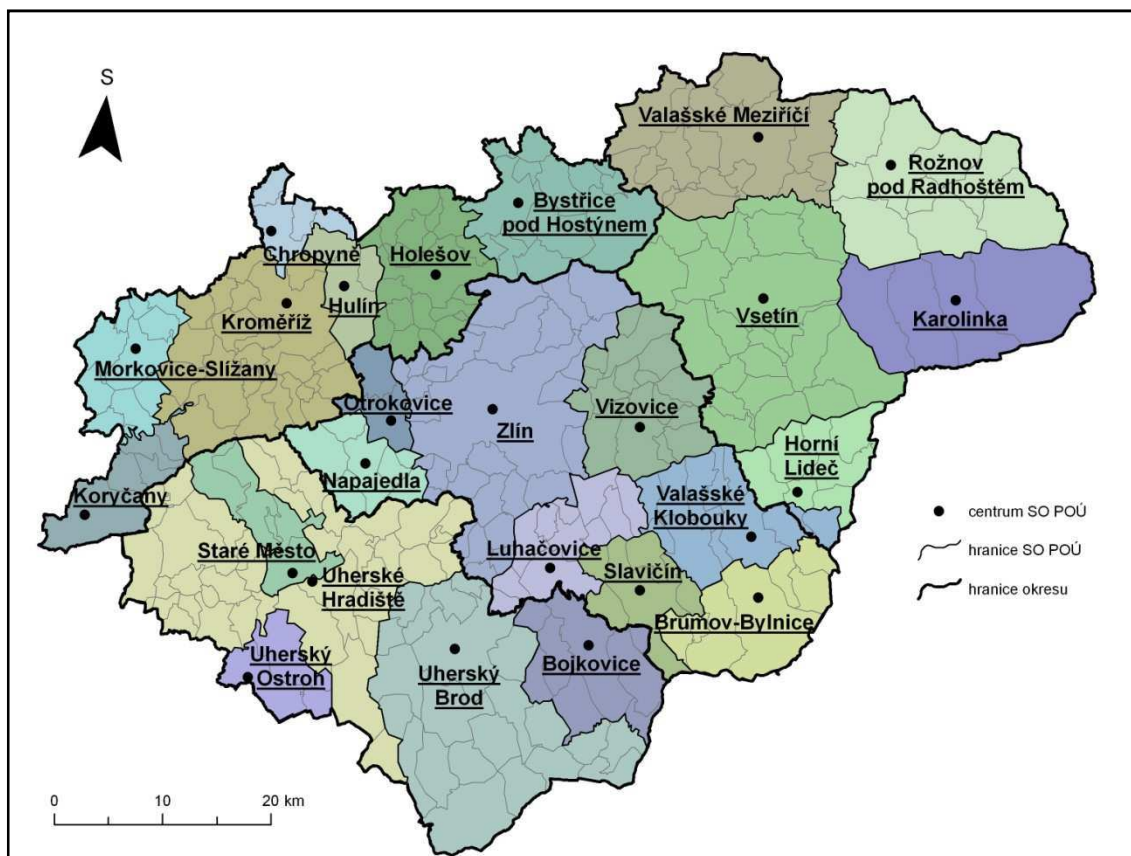 S
Valašské Meziříčí
Rožnov
pod Radhoštěm
Bystřice
pod Hostýnem
Chropyně
Holešov
Hulín
Kroměříž
Vsetín
Karolinka
Morkovice-Slížany
Otrokovice
Zlín
Vizovice
Horní
Lideč
Napajedla
Valašské
Klobouky
Koryčany
Staré Město
Uherské
Hradiště
Luhačovice
Slavičín
Brumov-Bylnice
Uherský
Ostroh
Uherský
Brod
Bojkovice
centrum SO POÚ
hranice SO POÚ
hranice okresu
0 10 20 km